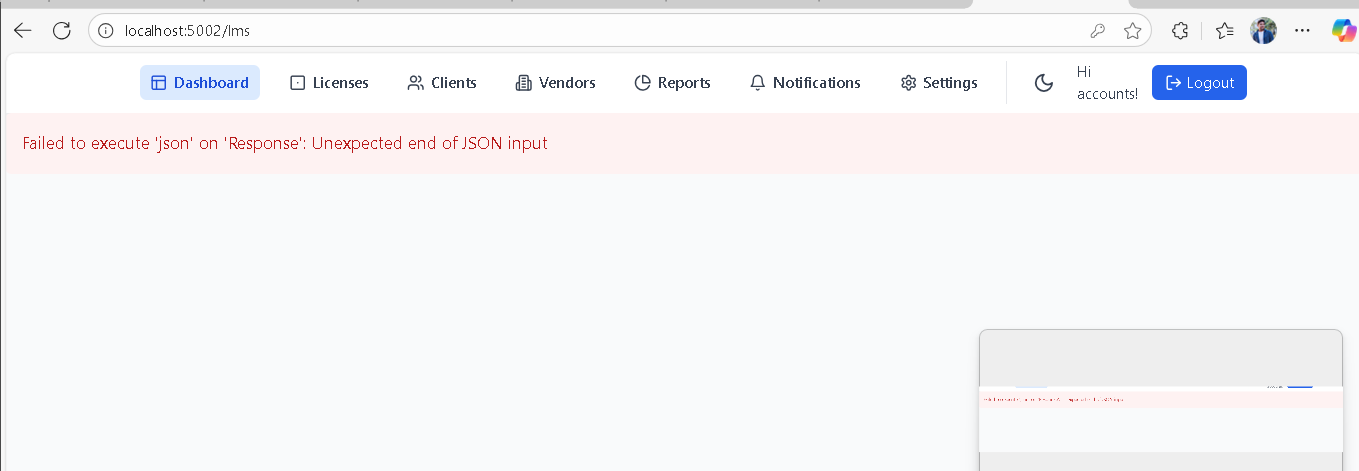 localhost:5002/lms
Dashboard
Licenses
Clients
Vendors
Reports
Notifications
Settings
Hi
accounts!
Logout
Failed to execute 'json' on 'Response': Unexpected end of JSON input